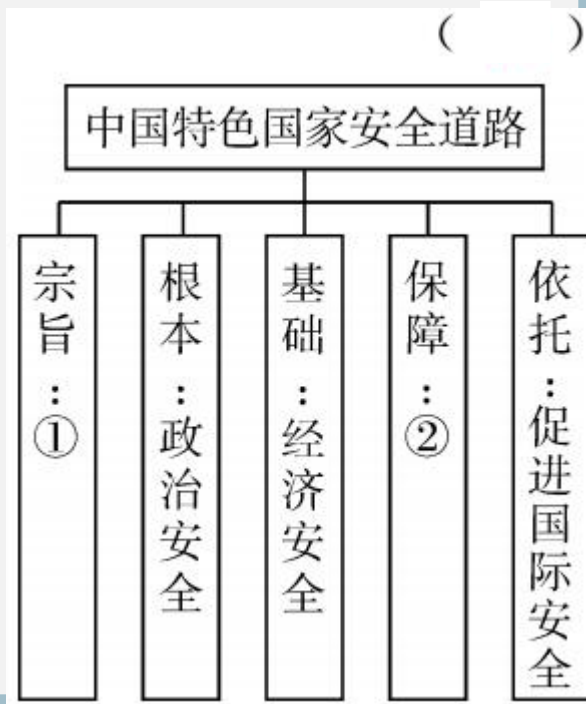 (　　)
中国特色国家安全道路
宗旨：①
根本：政治安全
基础：经济安全
保障：②
依托：促进国际安全